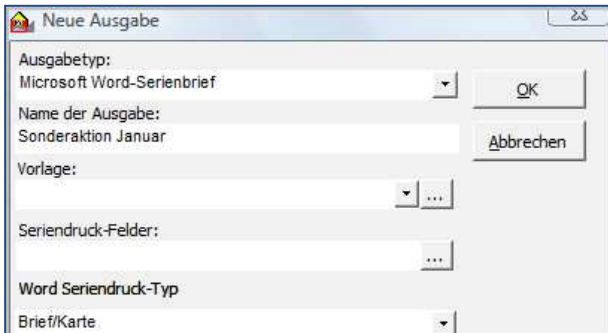 Neue Ausgabe
Ausgabetyp:
Microsoft Word-Serienbrief
OK
Name der Ausgabe:
Sonderaktion Januar
Abbrechen
Vorlage:
...
Seriendruck-Felder:
...
Word Seriendruck-Typ
Brief/Karte